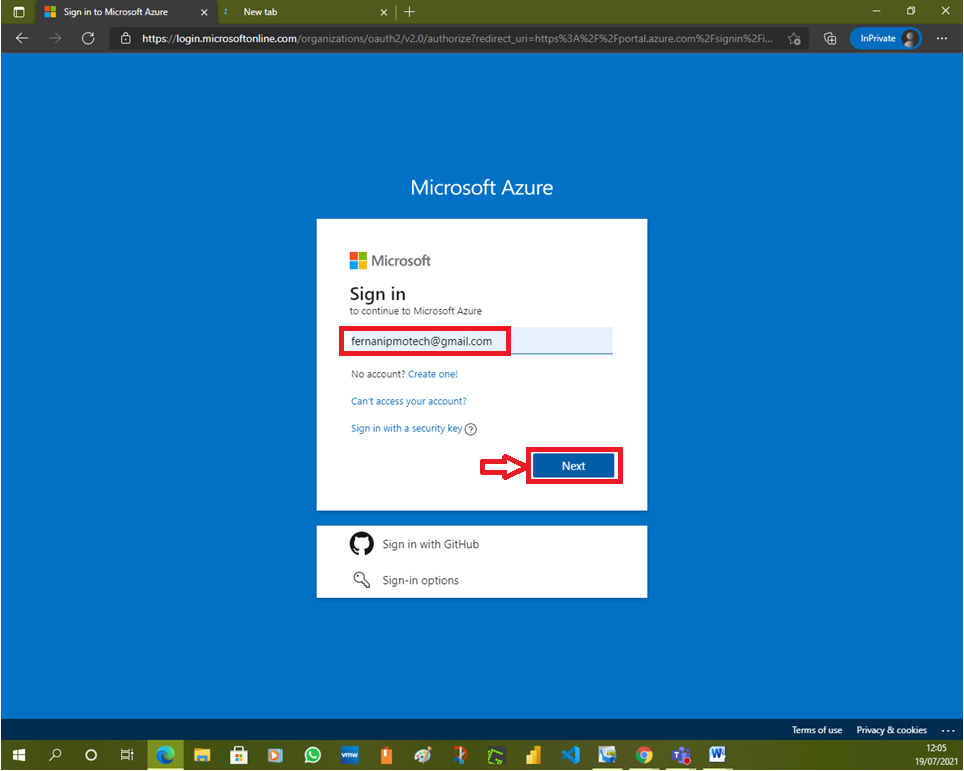 Sign in to Microsoft Azure
New tab
https://login.microsoftonline.com/organizations/oauth2/v2.0/authorize?redirect_uri=https%3A%2F%2Fportal.azure.com%2Fsignin%2Fi...
InPrivate
Microsoft Azure
Microsoft
Sign in
to continue to Microsoft Azure
fernanipmotech@gmail.com
No account? Create one!
Can't access your account?
Sign in with a security key ?
Next
Sign in with GitHub
Sign-in options
Terms of use Privacy & cookies ...
vmw
12:05
19/07/2021